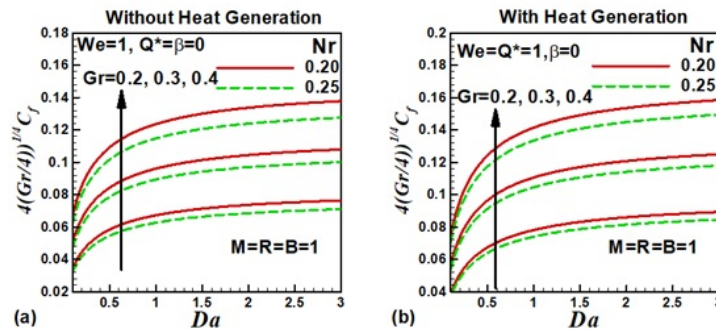 Without Heat Generation
0.18
0.16
0.14
0.12
0.1
0.08
0.06
0.04
0.02
4(Gr/4))^{1/4}C_f
We=1, Q*=β=0
Nr
0.20
0.25
Gr=0.2, 0.3, 0.4
M=R=B=1
0.5 1 1.5 2 2.5 3
(a) Da
With Heat Generation
0.2
0.18
0.16
0.14
0.12
0.1
0.08
0.06
0.04
4(Gr/4))^{1/4}C_f
We=Q*=1,β=0
Nr
0.20
0.25
Gr=0.2, 0.3, 0.4
M=R=B=1
0.5 1 1.5 2 2.5 3
(b) Da